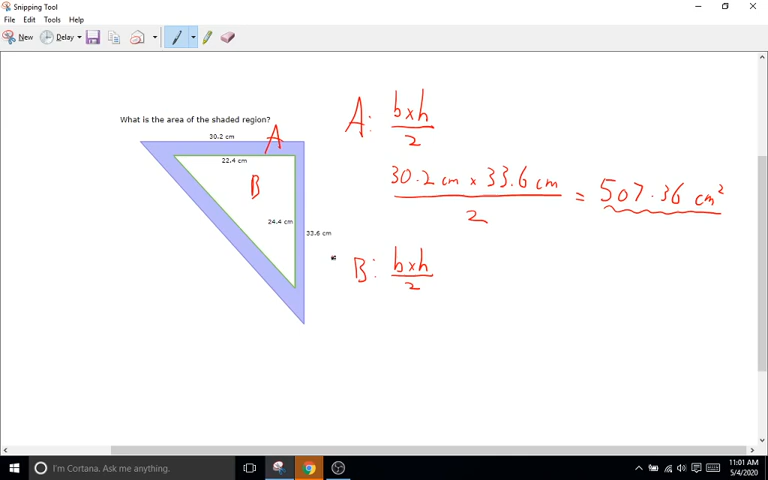 Snipping Tool
File Edit Tools Help
New Delay
What is the area of the shaded region?
30.2 cm
A
22.4 cm
B
24.4 cm
33.6 cm
A: b×h
2
30.2 cm × 33.6 cm
2
= 507.36 cm²
B: b×h
2
I'm Cortana. Ask me anything.
11:01 AM
5/4/2020